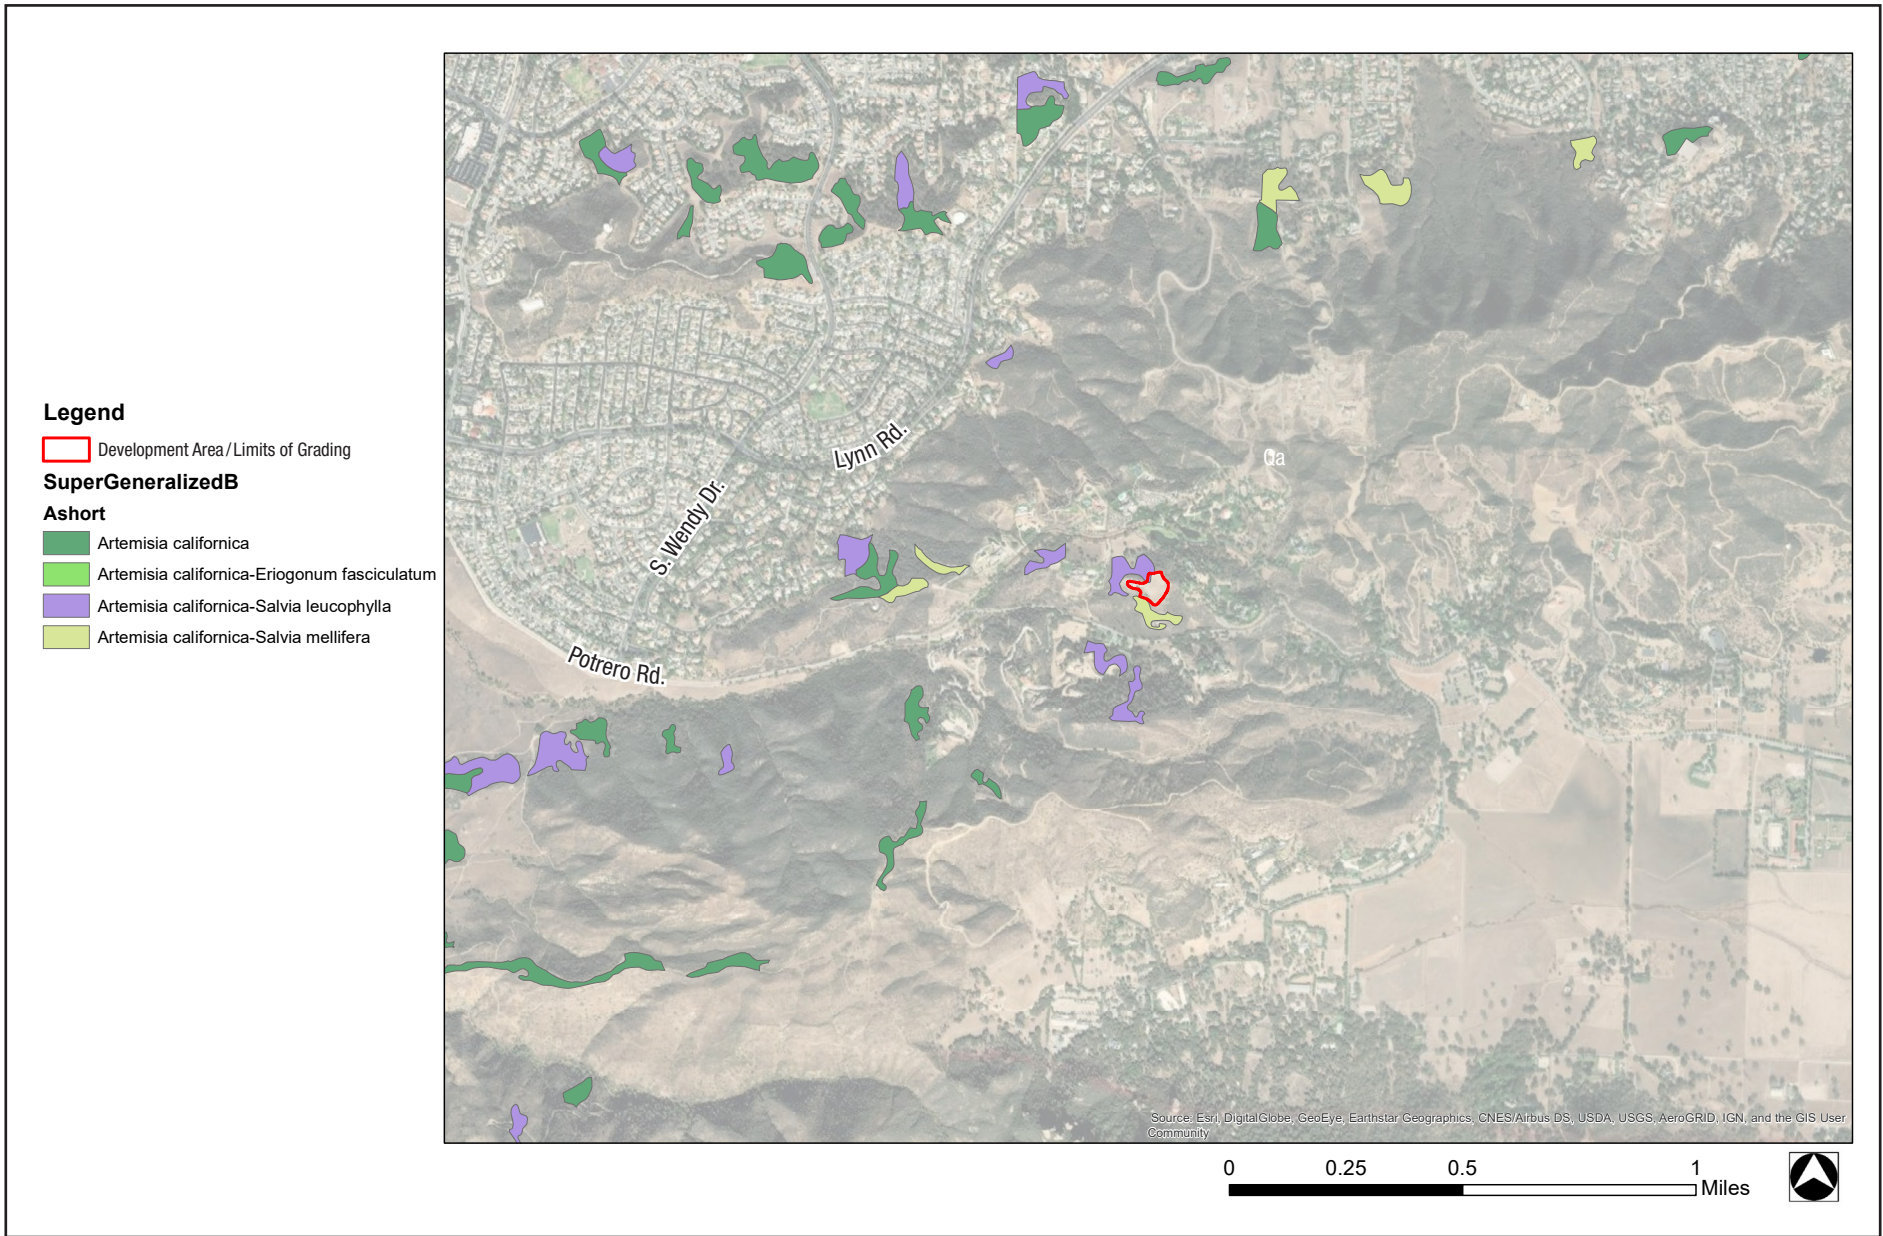 Legend
Development Area/Limits of Grading
SuperGeneralizedB
Ashort
Artemisia californica
Artemisia californica-Eriogonum fasciculatum
Artemisia californica-Salvia leucophylla
Artemisia californica-Salvia mellifera
Lynn Rd.
Qa
S. Wendy Dr.
Potrero Rd.
Source: Esri, DigitalGlobe, GeoEye, Earthstar Geographics, CNES/Airbus DS, USDA, USGS, AeroGRID, IGN, and the GIS User
Community
0 0.25 0.5 1
Miles